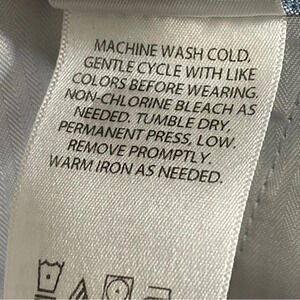 MACHINE WASH COLD,
GENTLE CYCLE WITH LIKE
COLORS BEFORE WEARING.
NON-CHLORINE BLEACH AS
NEEDED. TUMBLE DRY,
PERMANENT PRESS, LOW.
REMOVE PROMPTLY.
WARM IRON AS NEEDED.